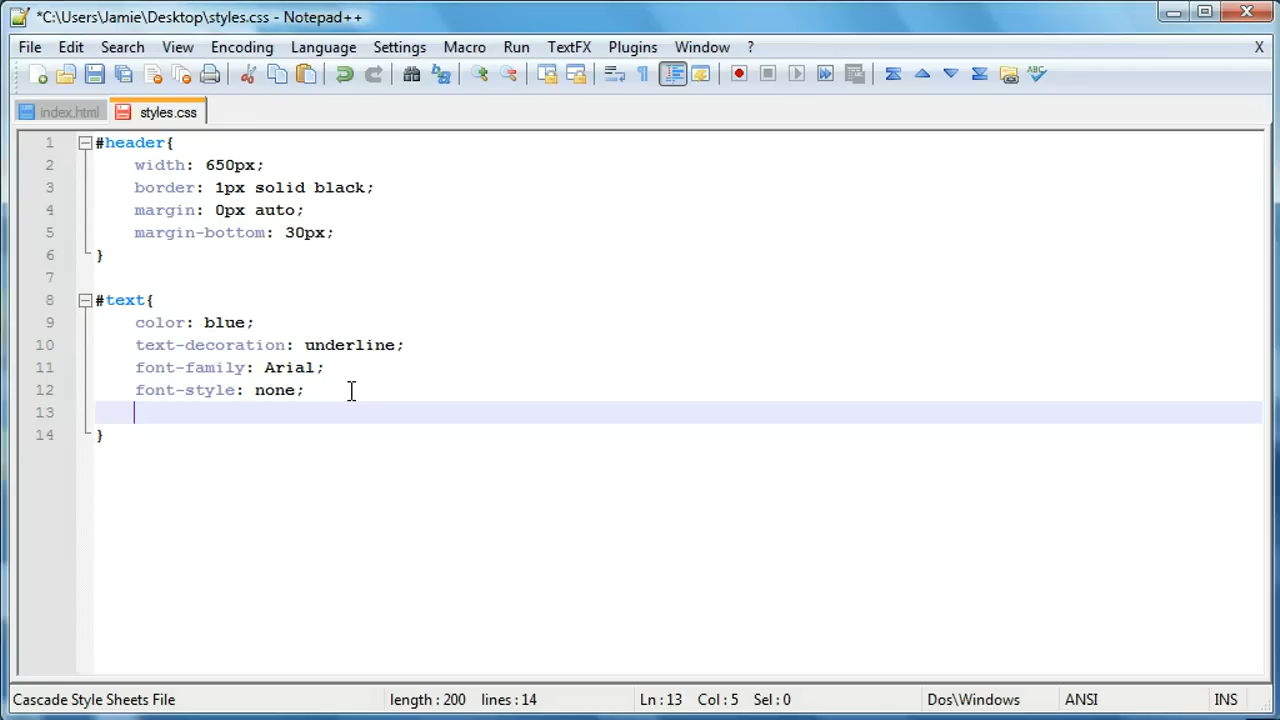 *C:\Users\Jamie\Desktop\styles.css - Notepad++
File Edit Search View Encoding Language Settings Macro Run TextFX Plugins Window ? X
index.html styles.css
1 #header{
2 width: 650px;
3 border: 1px solid black;
4 margin: 0px auto;
5 margin-bottom: 30px;
6 }
7
8 #text{
9 color: blue;
10 text-decoration: underline;
11 font-family: Arial;
12 font-style: none;
13
14 }
Cascade Style Sheets File length : 200 lines : 14 Ln : 13 Col : 5 Sel : 0 Dos\Windows ANSI INS